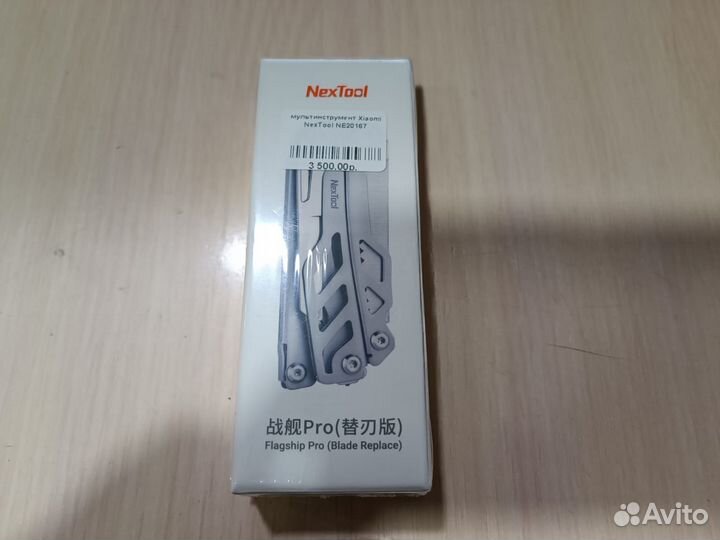 NexTool
мультинструмент Xiaomi
NexTool NE20167
3 500,00р.
NexTool
战舰Pro(替刃版)
Flagship Pro (Blade Replace)
Avito